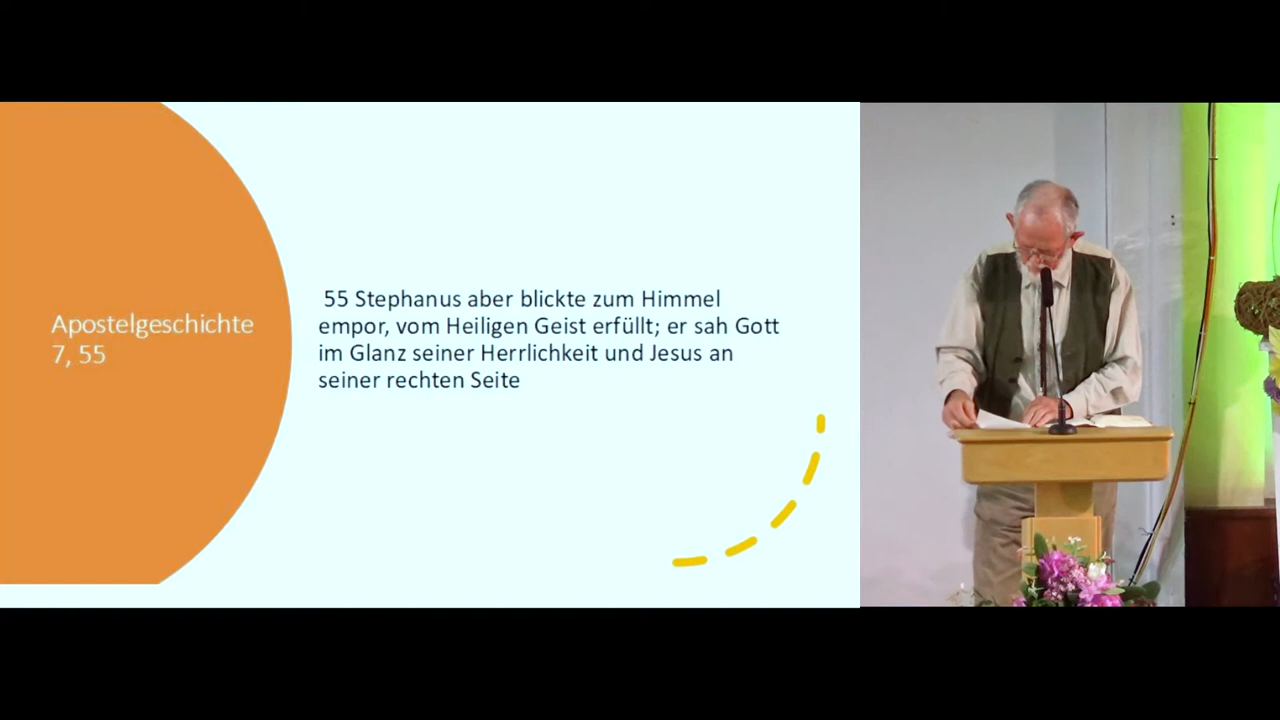 Apostelgeschichte
7, 55
55 Stephanus aber blickte zum Himmel
empor, vom Heiligen Geist erfüllt; er sah Gott
im Glanz seiner Herrlichkeit und Jesus an
seiner rechten Seite